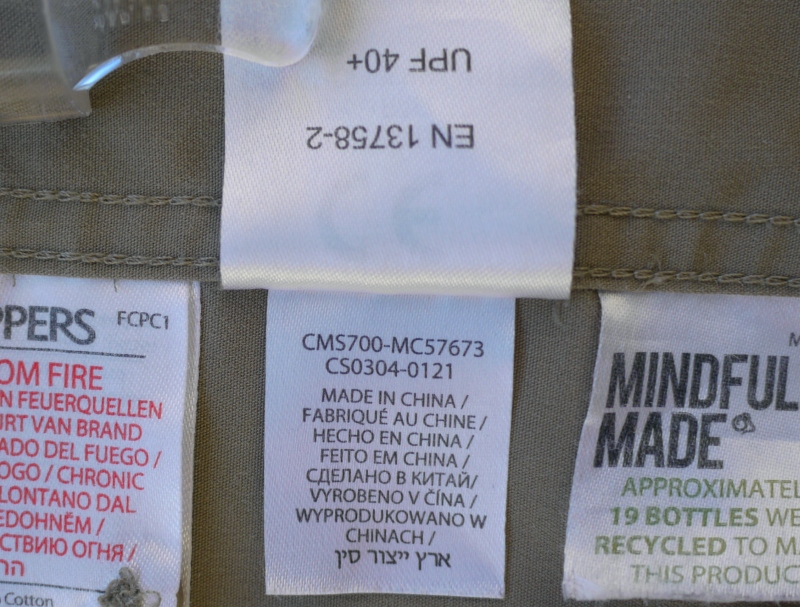 UPF 40+
EN 13758-2
PPERS
FCPC1
OM FIRE
N FEUERQUELLEN
URT VAN BRAND
ADO DEL FUEGO /
OGO / CHRONIC
LONTANO DAL
EDOHNĚM /
СТВИЮ ОГНЯ /
Cotton
CMS700-MC57673
CS0304-0121
MADE IN CHINA /
FABRIQUÉ AU CHINE /
HECHO EN CHINA /
FEITO EM CHINA /
СДЕЛАНО В КИТАЙ/
VYROBENO V ČÍNA /
WYPRODUKOWANO W
CHINACH /
ארץ ייצור סין
MINDFUL
MADE
APPROXIMATEL
19 BOTTLES WE
RECYCLED TO M
THIS PRODUC